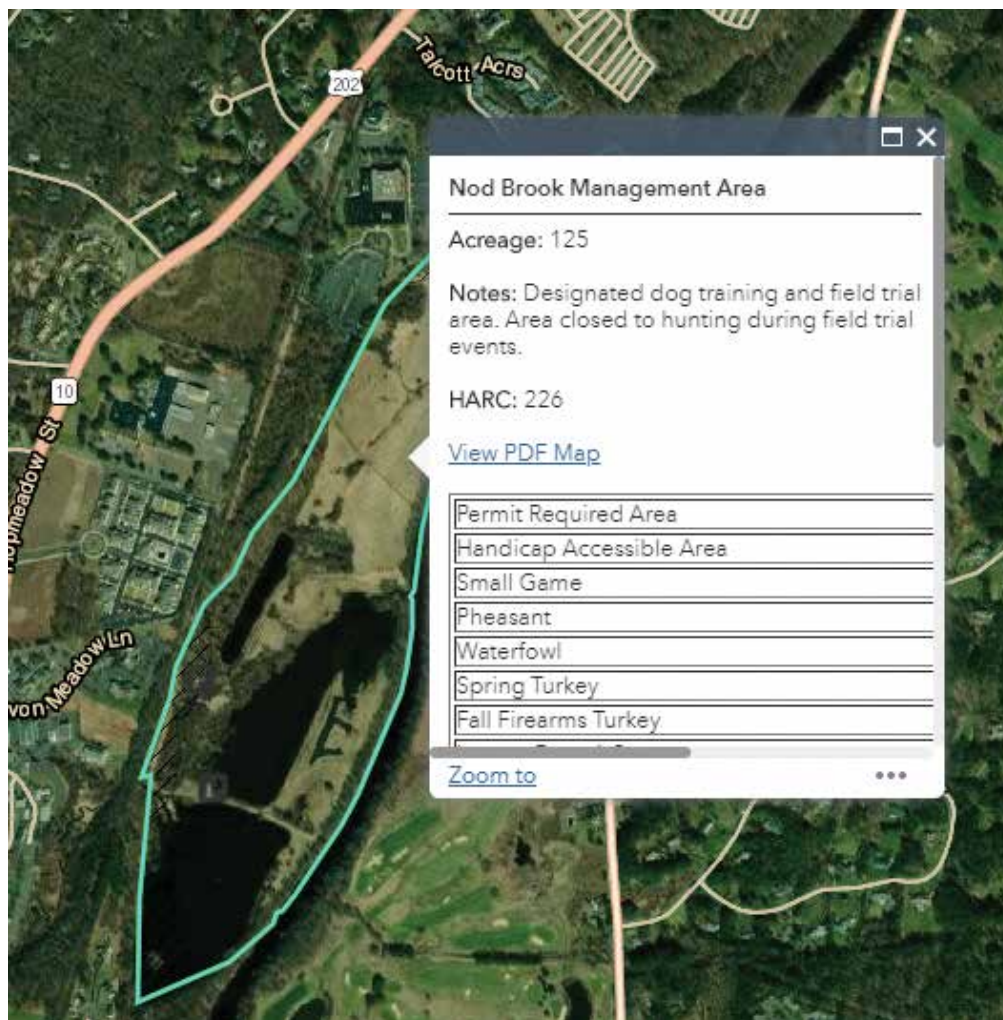 Talcott Acrs
202
Nod Brook Management Area
Acreage: 125
Notes: Designated dog training and field trial
area. Area closed to hunting during field trial
events.
10
HARC: 226
View PDF Map
Hopmeadow St
Permit Required Area
Handicap Accessible Area
Small Game
Pheasant
Waterfowl
von Meadow Ln
Spring Turkey
Fall Firearms Turkey
Zoom to